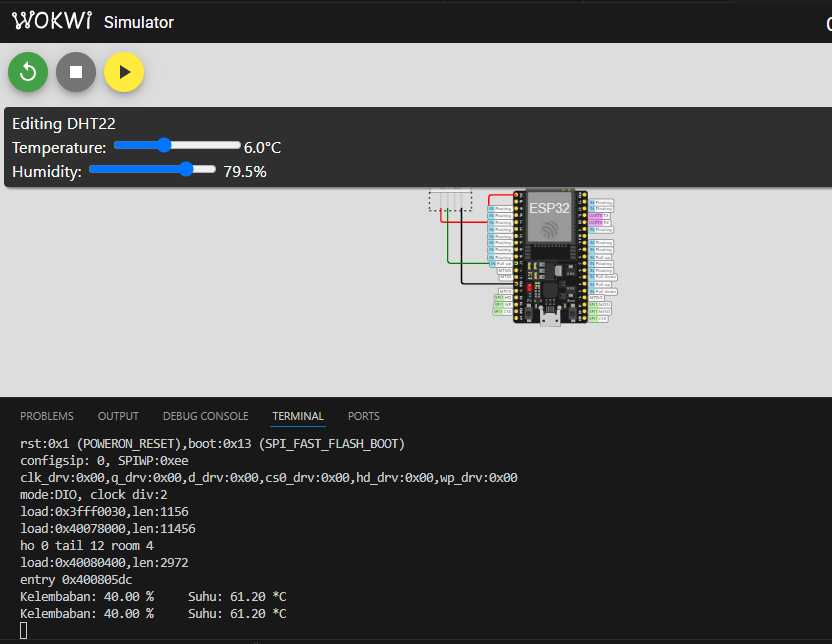 WOKWI Simulator
Editing DHT22
Temperature: 6.0°C
Humidity: 79.5%
ESP32
PROBLEMS OUTPUT DEBUG CONSOLE TERMINAL PORTS
rst:0x1 (POWERON_RESET),boot:0x13 (SPI_FAST_FLASH_BOOT)
configsip: 0, SPIWP:0xee
clk_drv:0x00,q_drv:0x00,d_drv:0x00,cs0_drv:0x00,hd_drv:0x00,wp_drv:0x00
mode:DIO, clock div:2
load:0x3fff0030,len:1156
load:0x40078000,len:11456
ho 0 tail 12 room 4
load:0x40080400,len:2972
entry 0x400805dc
Kelembaban: 40.00 % Suhu: 61.20 *C
Kelembaban: 40.00 % Suhu: 61.20 *C